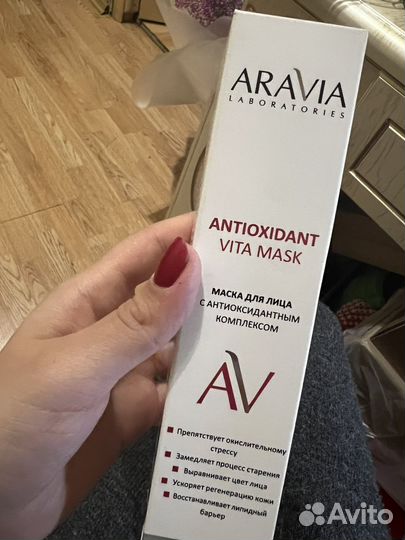 ARAVIA
LABORATORIES
ANTIOXIDANT
VITA MASK
МАСКА ДЛЯ ЛИЦА
С АНТИОКСИДАНТНЫМ
КОМПЛЕКСОМ
AV
Препятствует окислительному
стрессу
Замедляет процесс старения
Выравнивает цвет лица
Ускоряет регенерацию кожи
Восстанавливает липидный
барьер
Avito